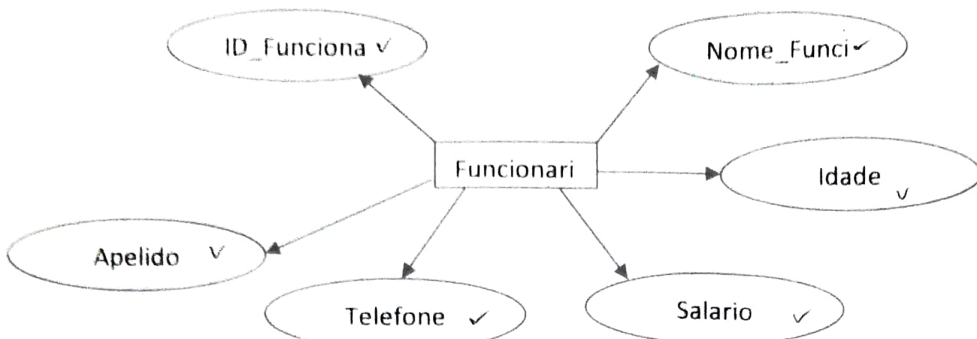 ID_Funciona
Nome_Funci
Funcionari
Idade
Apelido
Telefone
Salario